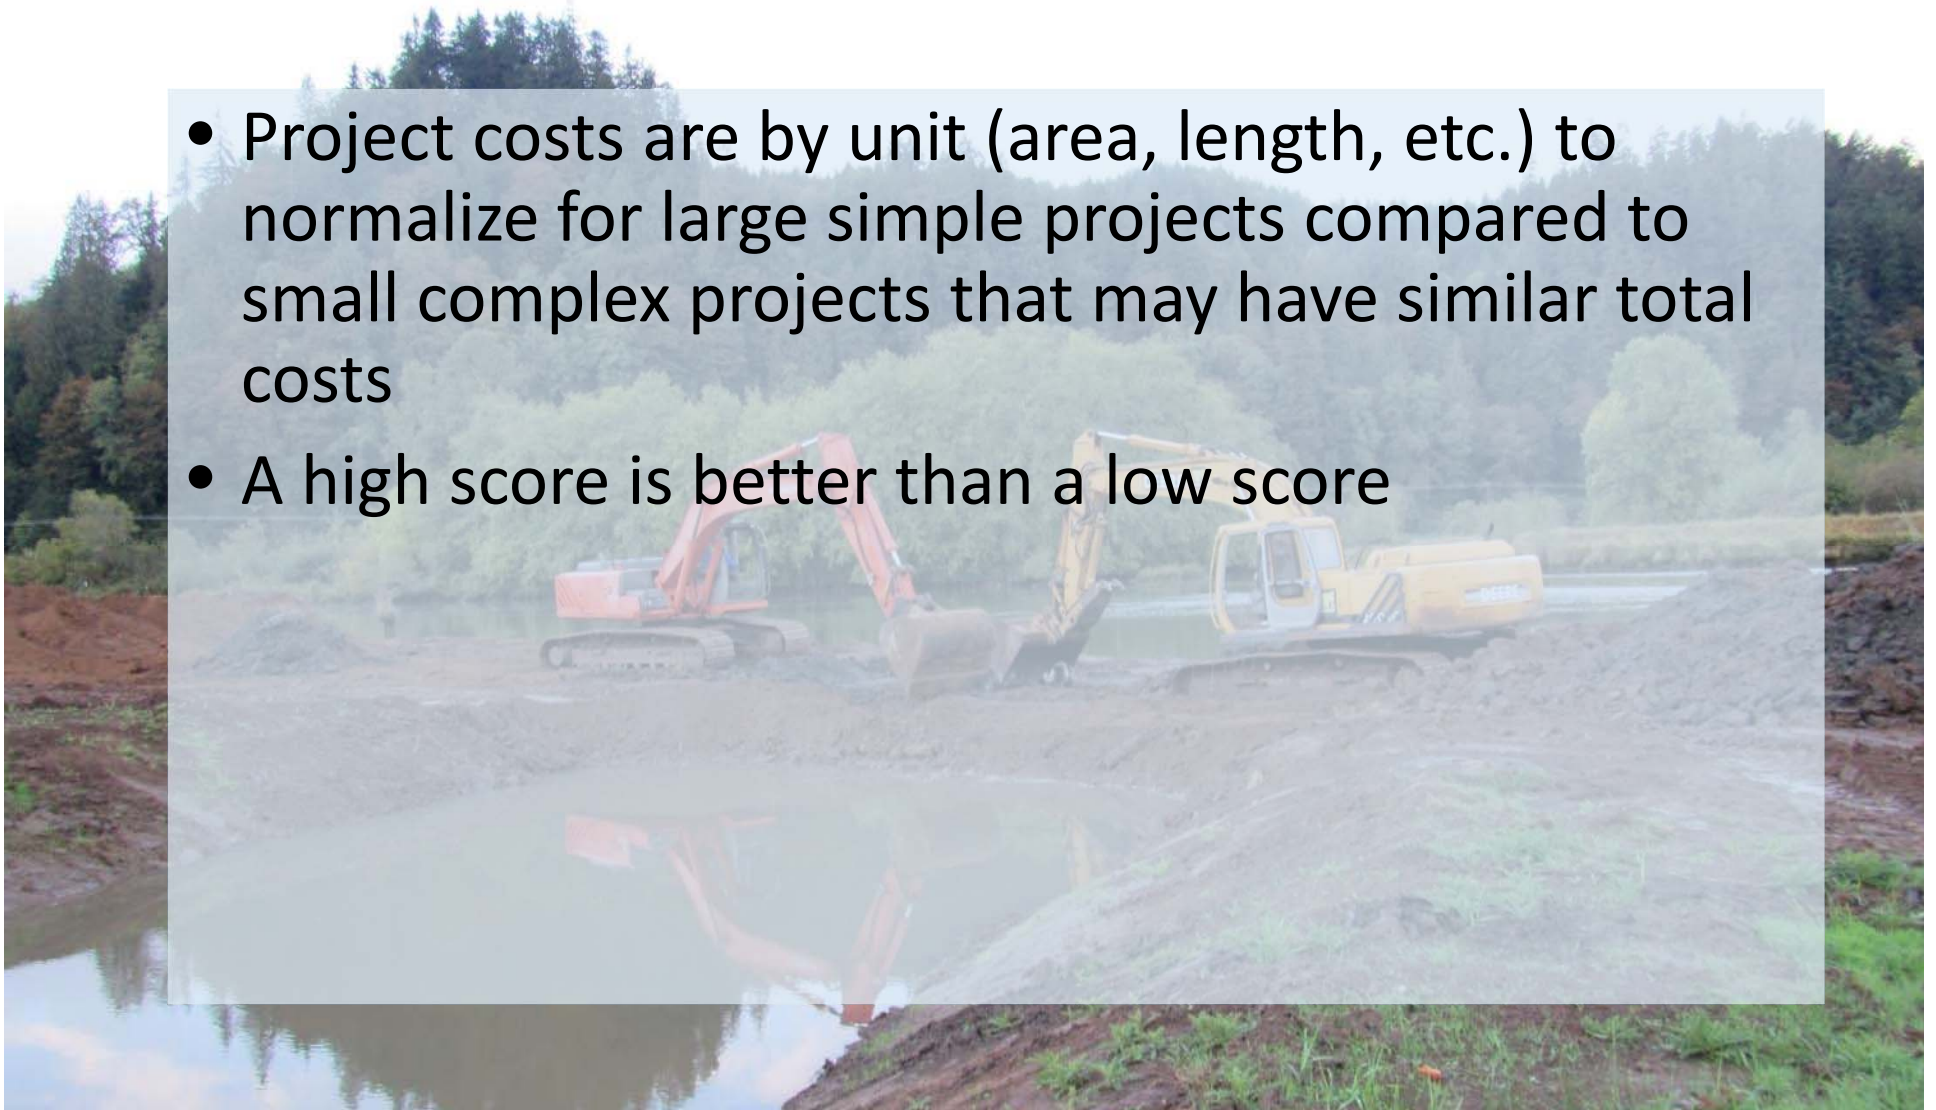 • Project costs are by unit (area, length, etc.) to
normalize for large simple projects compared to
small complex projects that may have similar total
costs
• A high score is better than a low score
DEERE